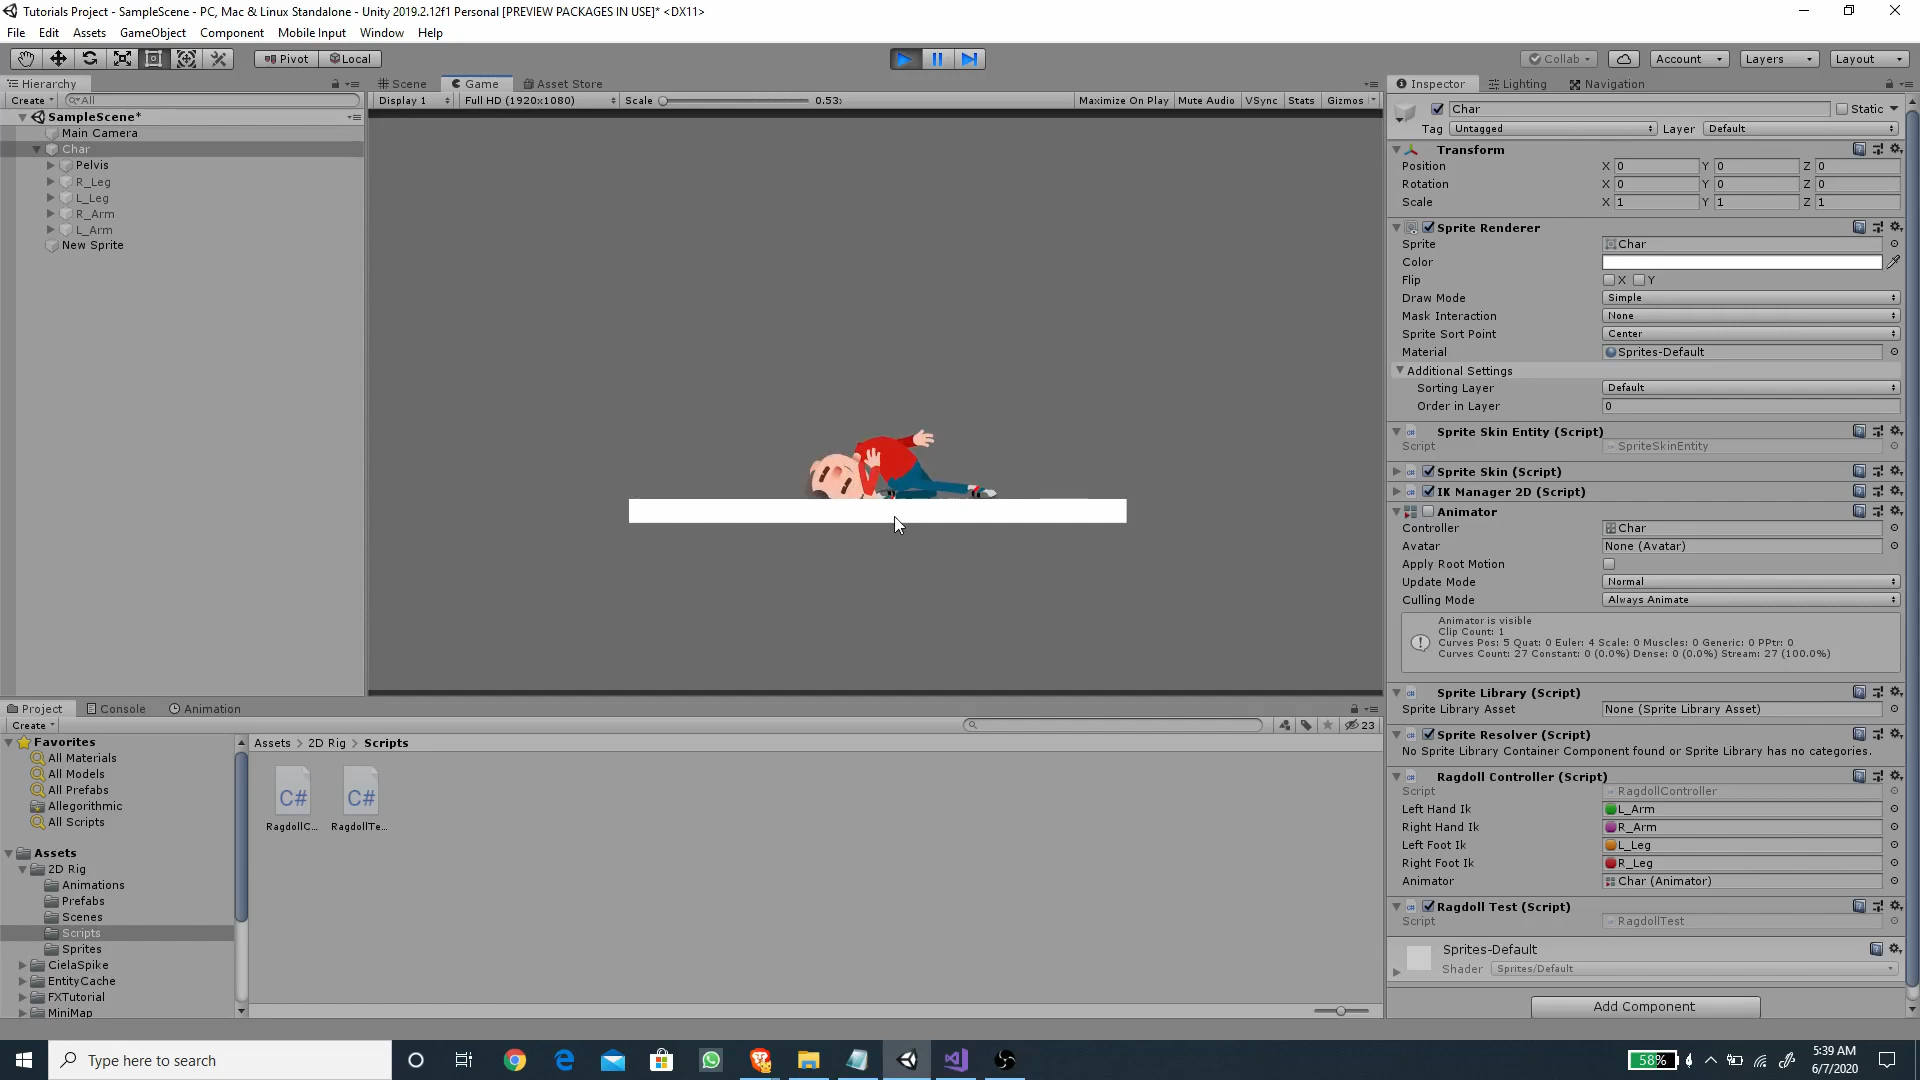 Tutorials Project - SampleScene - PC, Mac & Linux Standalone - Unity 2019.2.12f1 Personal [PREVIEW PACKAGES IN USE]* <DX11>
File Edit Assets GameObject Component Mobile Input Window Help
Pivot Local Collab Account Layers Layout
Hierarchy
Create All
SampleScene*
Main Camera
Char
Pelvis
R_Leg
L_Leg
R_Arm
L_Arm
New Sprite
Scene Game Asset Store
Display 1 Full HD (1920x1080) Scale 0.53x Maximize On Play Mute Audio VSync Stats Gizmos
Inspector Lighting Navigation
Char Static
Tag Untagged Layer Default
Transform
Position X 0 Y 0 Z 0
Rotation X 0 Y 0 Z 0
Scale X 1 Y 1 Z 1
Sprite Renderer
Sprite Char
Color
Flip X Y
Draw Mode Simple
Mask Interaction None
Sprite Sort Point Center
Material Sprites-Default
Additional Settings
Sorting Layer Default
Order in Layer 0
Sprite Skin Entity (Script)
Script SpriteSkinEntity
Sprite Skin (Script)
IK Manager 2D (Script)
Animator
Controller Char
Avatar None (Avatar)
Apply Root Motion
Update Mode Normal
Culling Mode Always Animate
Animator is visible
Clip Count: 1
Curves Pos: 5 Quat: 0 Euler: 4 Scale: 0 Muscles: 0 Generic: 0 PPtr: 0
Curves Count: 27 Constant: 0 (0.0%) Dense: 0 (0.0%) Stream: 27 (100.0%)
Sprite Library (Script)
Sprite Library Asset None (Sprite Library Asset)
Sprite Resolver (Script)
No Sprite Library Container Component found or Sprite Library has no categories.
Ragdoll Controller (Script)
Script RagdollController
Left Hand Ik L_Arm
Right Hand Ik R_Arm
Left Foot Ik L_Leg
Right Foot Ik R_Leg
Animator Char (Animator)
Ragdoll Test (Script)
Script RagdollTest
Sprites-Default
Shader Sprites/Default
Add Component
Project Console Animation
Create 23
Favorites
All Materials
All Models
All Prefabs
Allegorithmic
All Scripts
Assets
2D Rig
Animations
Prefabs
Scenes
Scripts
Sprites
CielaSpike
EntityCache
FXTutorial
MiniMap
Assets > 2D Rig > Scripts
C# C#
RagdollC... RagdollTe...
Type here to search
58%
5:39 AM
6/7/2020